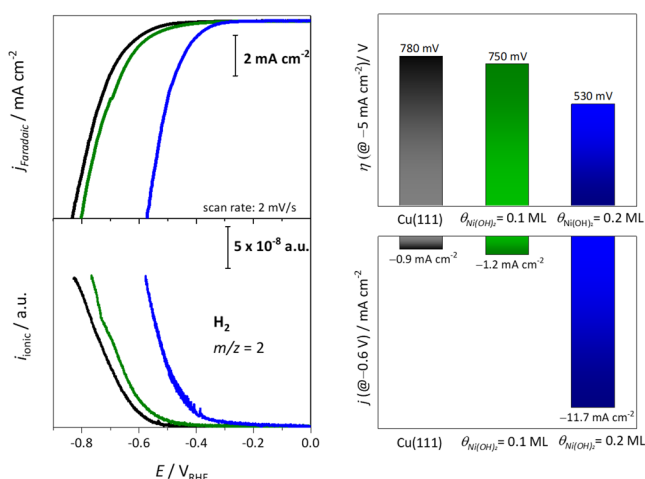 j_Faradaic / mA cm⁻²
2 mA cm⁻²
scan rate: 2 mV/s
i_ionic / a.u.
5 x 10⁻⁸ a.u.
H₂
m/z = 2
-0.8 -0.6 -0.4 -0.2 0.0
E / V_RHE
η (@ −5 mA cm⁻²)/ V
780 mV 750 mV 530 mV
Cu(111) θ_Ni(OH)₂ = 0.1 ML θ_Ni(OH)₂ = 0.2 ML
j (@−0.6 V) / mA cm⁻²
−0.9 mA cm⁻² −1.2 mA cm⁻²
−11.7 mA cm⁻²
Cu(111) θ_Ni(OH)₂ = 0.1 ML θ_Ni(OH)₂ = 0.2 ML